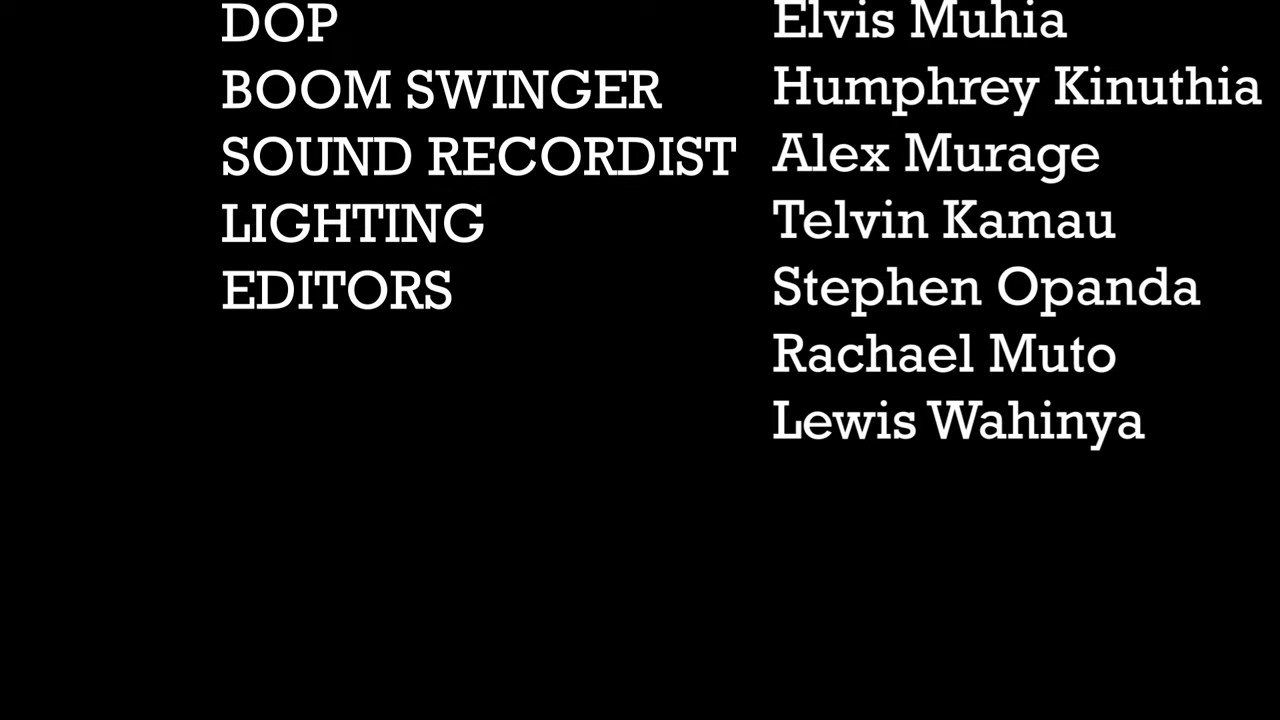 DOP Elvis Muhia
BOOM SWINGER Humphrey Kinuthia
SOUND RECORDIST Alex Murage
LIGHTING Telvin Kamau
EDITORS Stephen Opanda
Rachael Muto
Lewis Wahinya